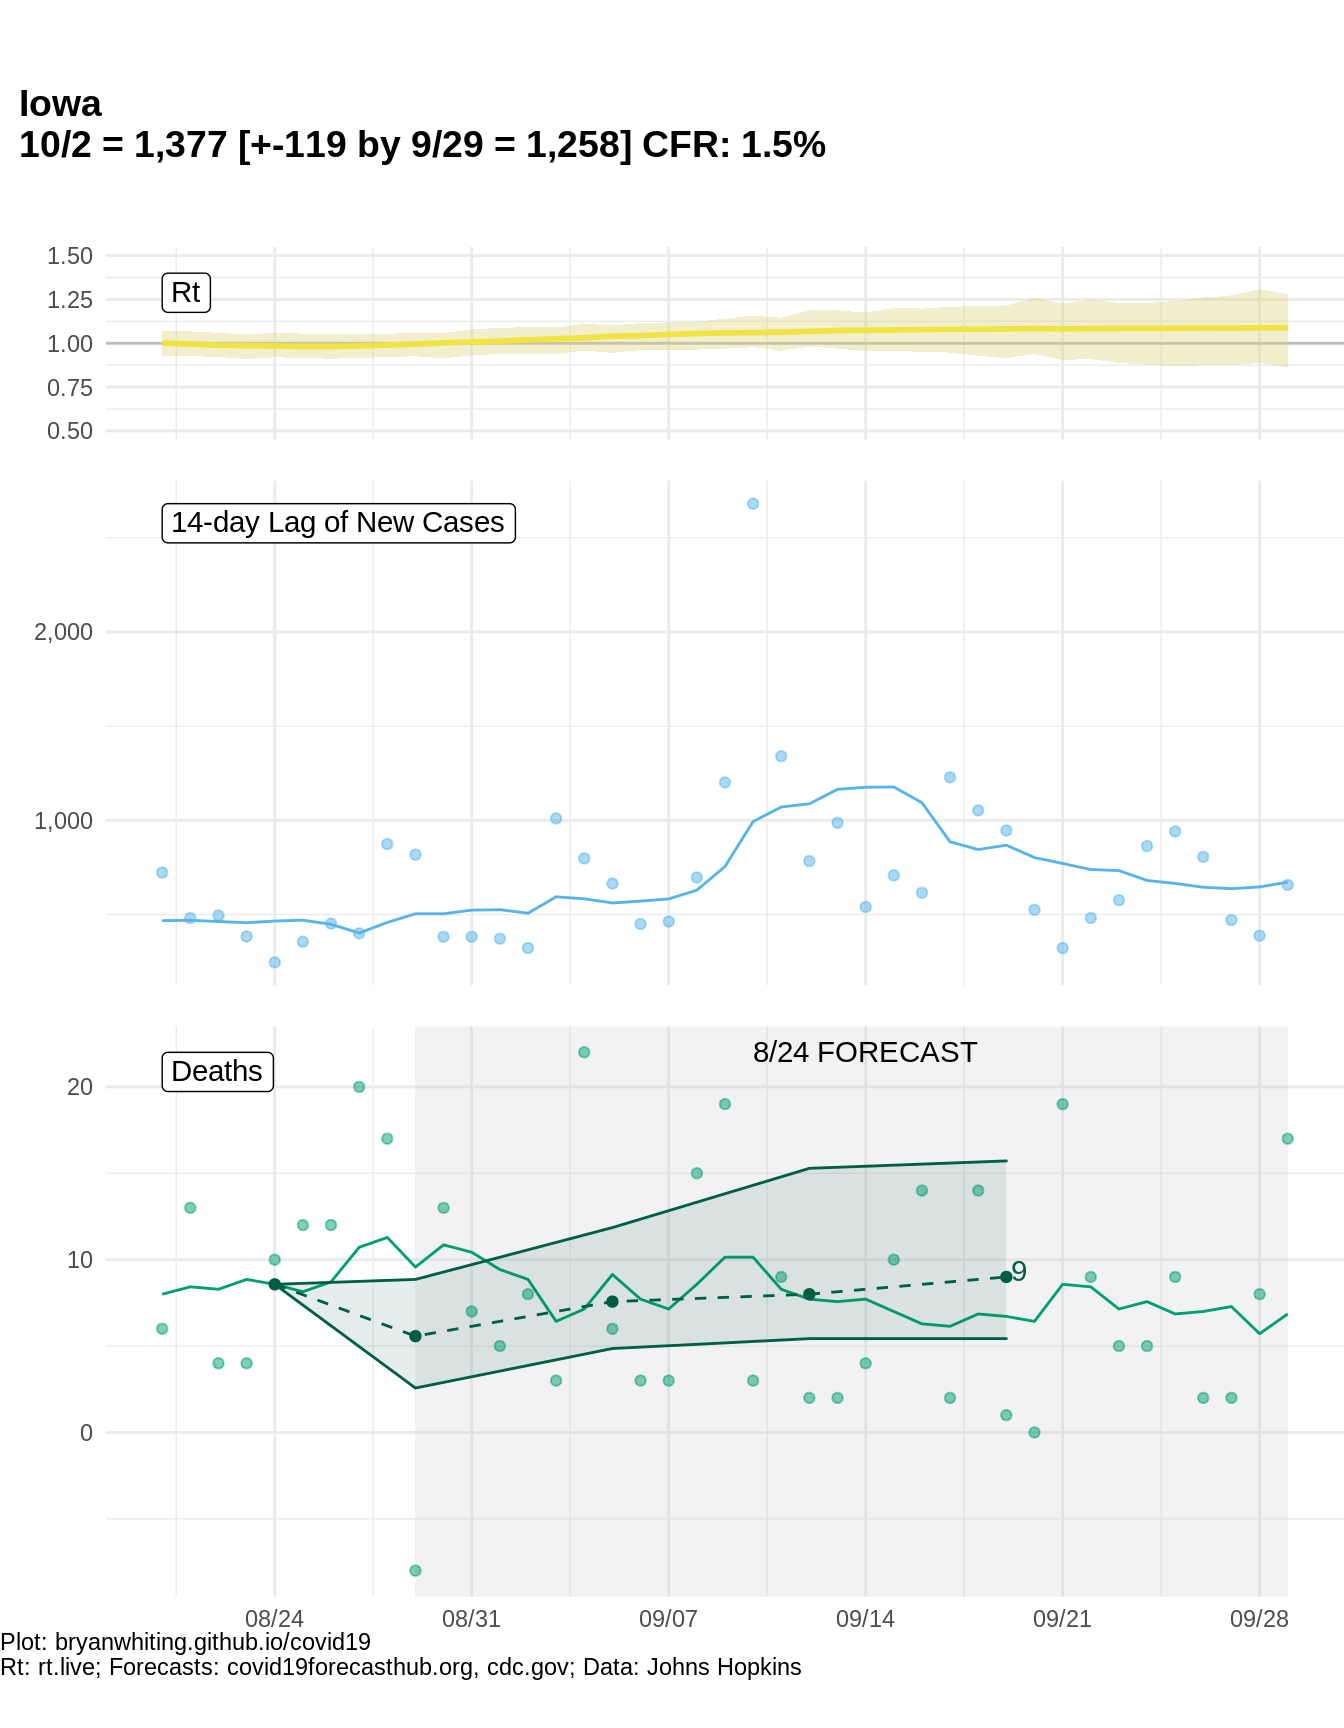 Iowa
10/2 = 1,377 [+-119 by 9/29 = 1,258] CFR: 1.5%
1.50
Rt
1.25
1.00
0.75
0.50
14-day Lag of New Cases
2,000
1,000
8/24 FORECAST
Deaths
20
10
9
0
08/24 08/31 09/07 09/14 09/21 09/28
Plot: bryanwhiting.github.io/covid19
Rt: rt.live; Forecasts: covid19forecasthub.org, cdc.gov; Data: Johns Hopkins